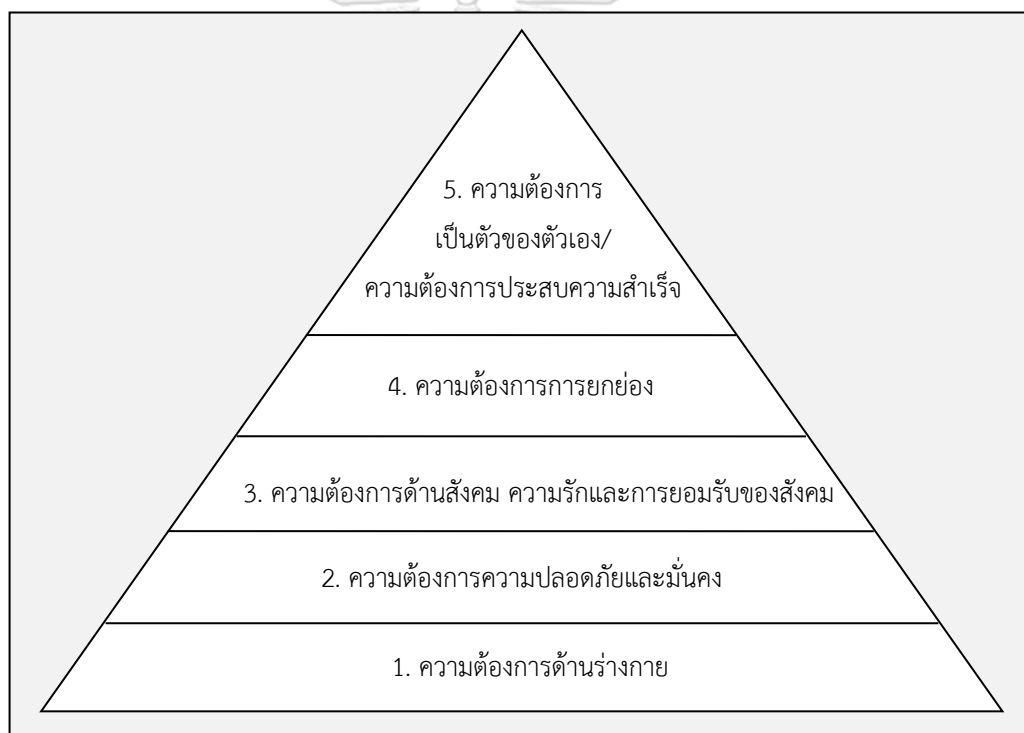 5. ความต้องการ
เป็นตัวของตัวเอง/
ความต้องการประสบความสำเร็จ
4. ความต้องการการยกย่อง
3. ความต้องการด้านสังคม ความรักและการยอมรับของสังคม
2. ความต้องการความปลอดภัยและมั่นคง
1. ความต้องการด้านร่างกาย